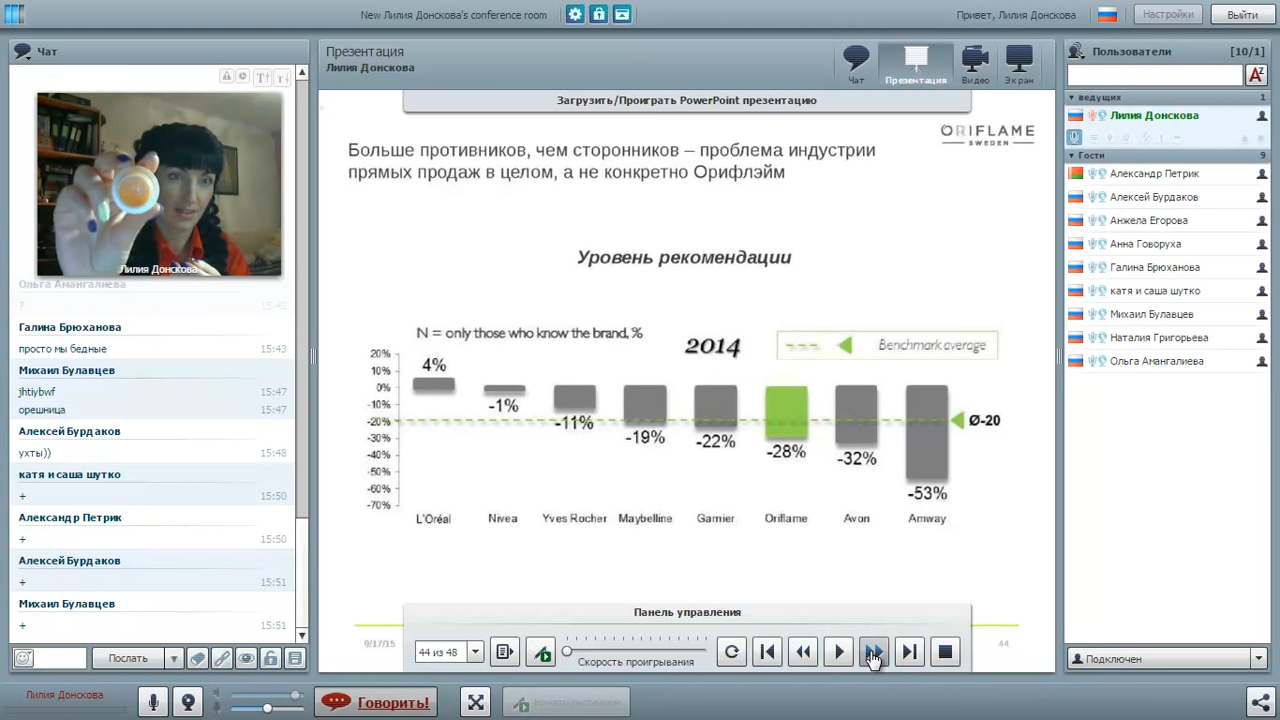 New Лилия Донскова's conference room
Привет, Лилия Донскова
Настройки
Выйти
Чат
Лилия Донскова
Ольга Амангалиева
?
Галина Брюханова
просто мы бедные 15:43
Михаил Булавцев
jhtiybwf 15:47
орешница 15:47
Алексей Бурдаков
ухты)) 15:48
катя и саша шутко
+ 15:50
Александр Петрик
+ 15:50
Алексей Бурдаков
+ 15:51
Михаил Булавцев
+ 15:51
Послать
Презентация
Лилия Донскова
Чат
Презентация
Видео
Экран
Загрузить/Проиграть PowerPoint презентацию
ORIFLAME
SWEDEN
Больше противников, чем сторонников – проблема индустрии
прямых продаж в целом, а не конкретно Орифлэйм
Уровень рекомендации
N = only those who know the brand, %
2014
Benchmark average
20%
10%
0%
-10%
-20%
-30%
-40%
-50%
-60%
-70%
4%
-1%
-11%
-19%
-22%
-28%
-32%
-53%
Ø-20
L'Oréal Nivea Yves Rocher Maybelline Garnier Oriflame Avon Amway
Панель управления
9/17/15
44 из 48
Скорость проигрывания
44
Пользователи [10/1]
ведущих 1
Лилия Донскова
Гости 9
Александр Петрик
Алексей Бурдаков
Анжела Егорова
Анна Говоруха
Галина Брюханова
катя и саша шутко
Михаил Булавцев
Наталия Григорьева
Ольга Амангалиева
Подключен
Лилия Донскова
Говорить!